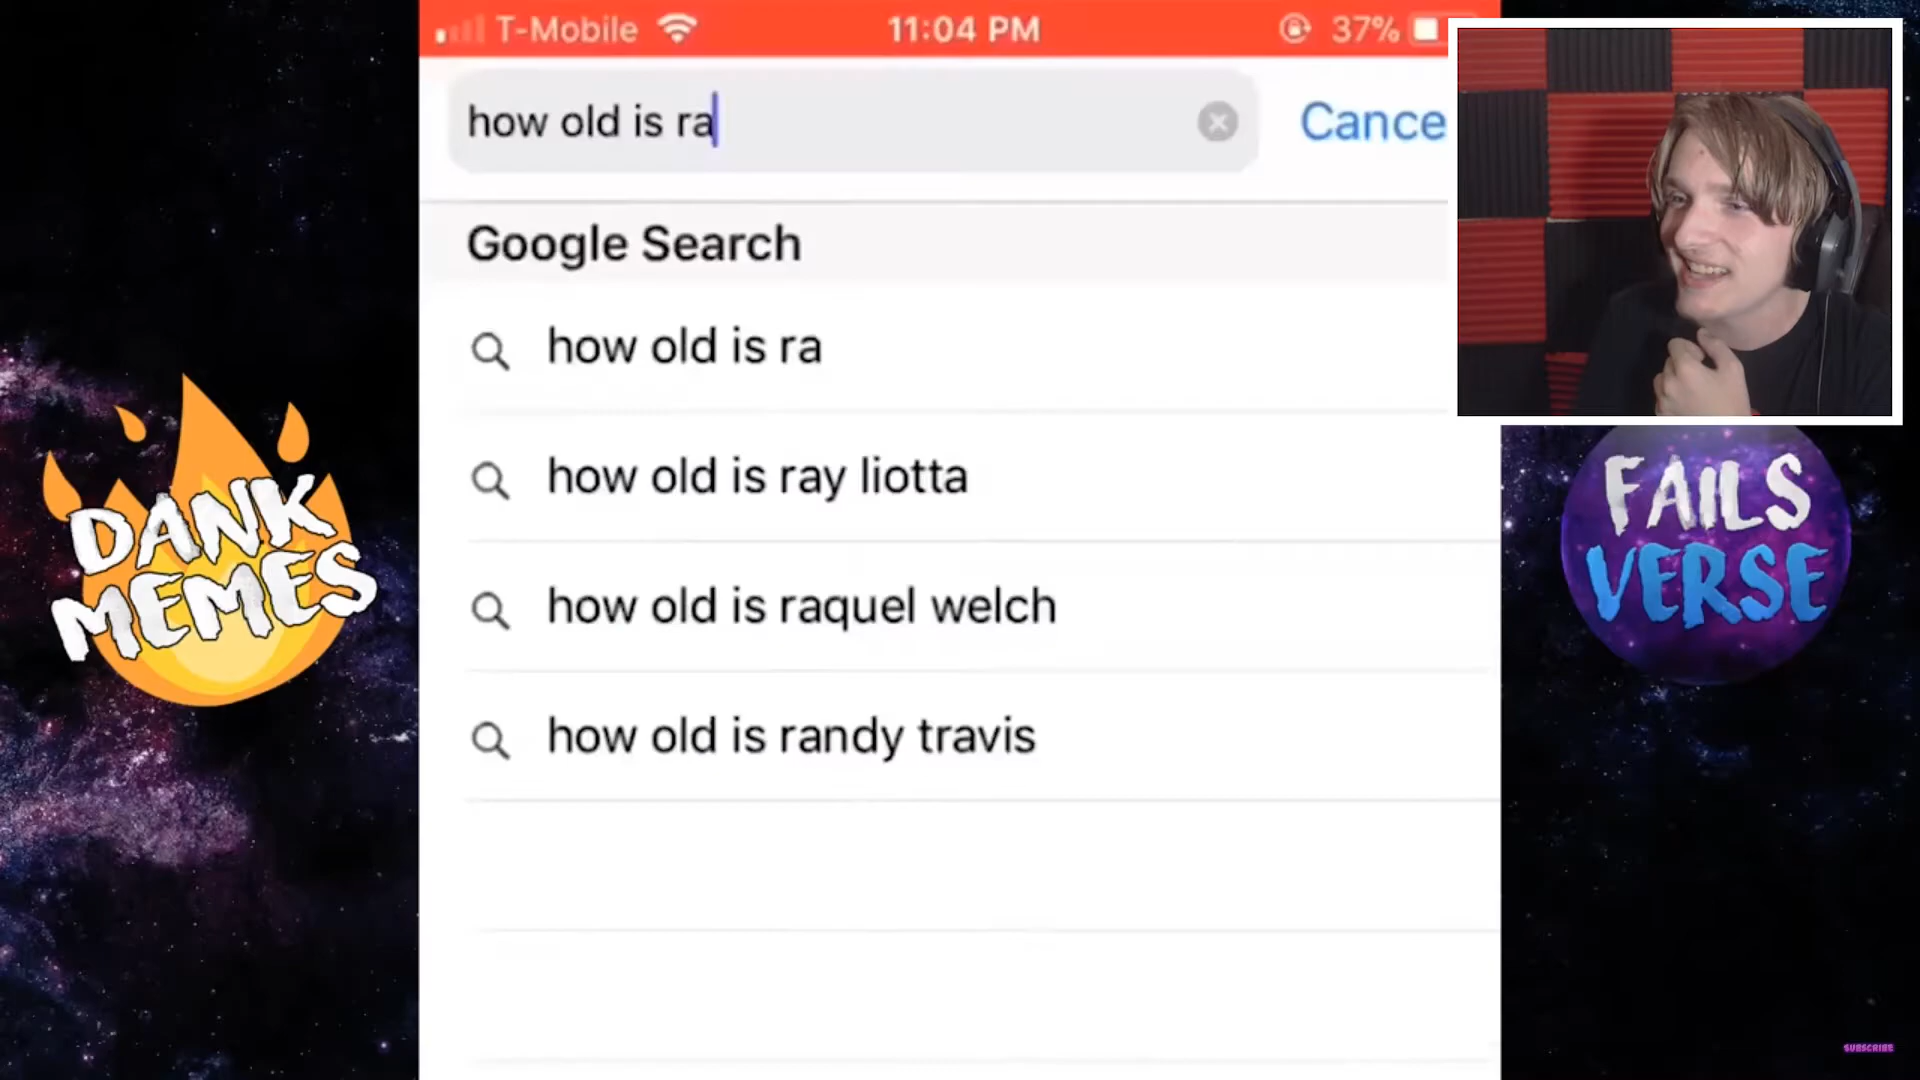 T-Mobile 11:04 PM 37%
how old is ra
Cance
Google Search
how old is ra
how old is ray liotta
how old is raquel welch
how old is randy travis
DANK
MEMES
FAILS
VERSE
SUBSCRIBE